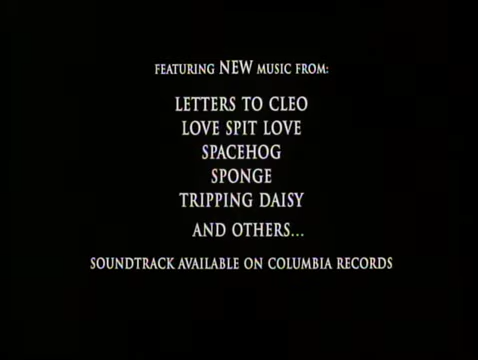 FEATURING NEW MUSIC FROM:
LETTERS TO CLEO
LOVE SPIT LOVE
SPACEHOG
SPONGE
TRIPPING DAISY
AND OTHERS...
SOUNDTRACK AVAILABLE ON COLUMBIA RECORDS